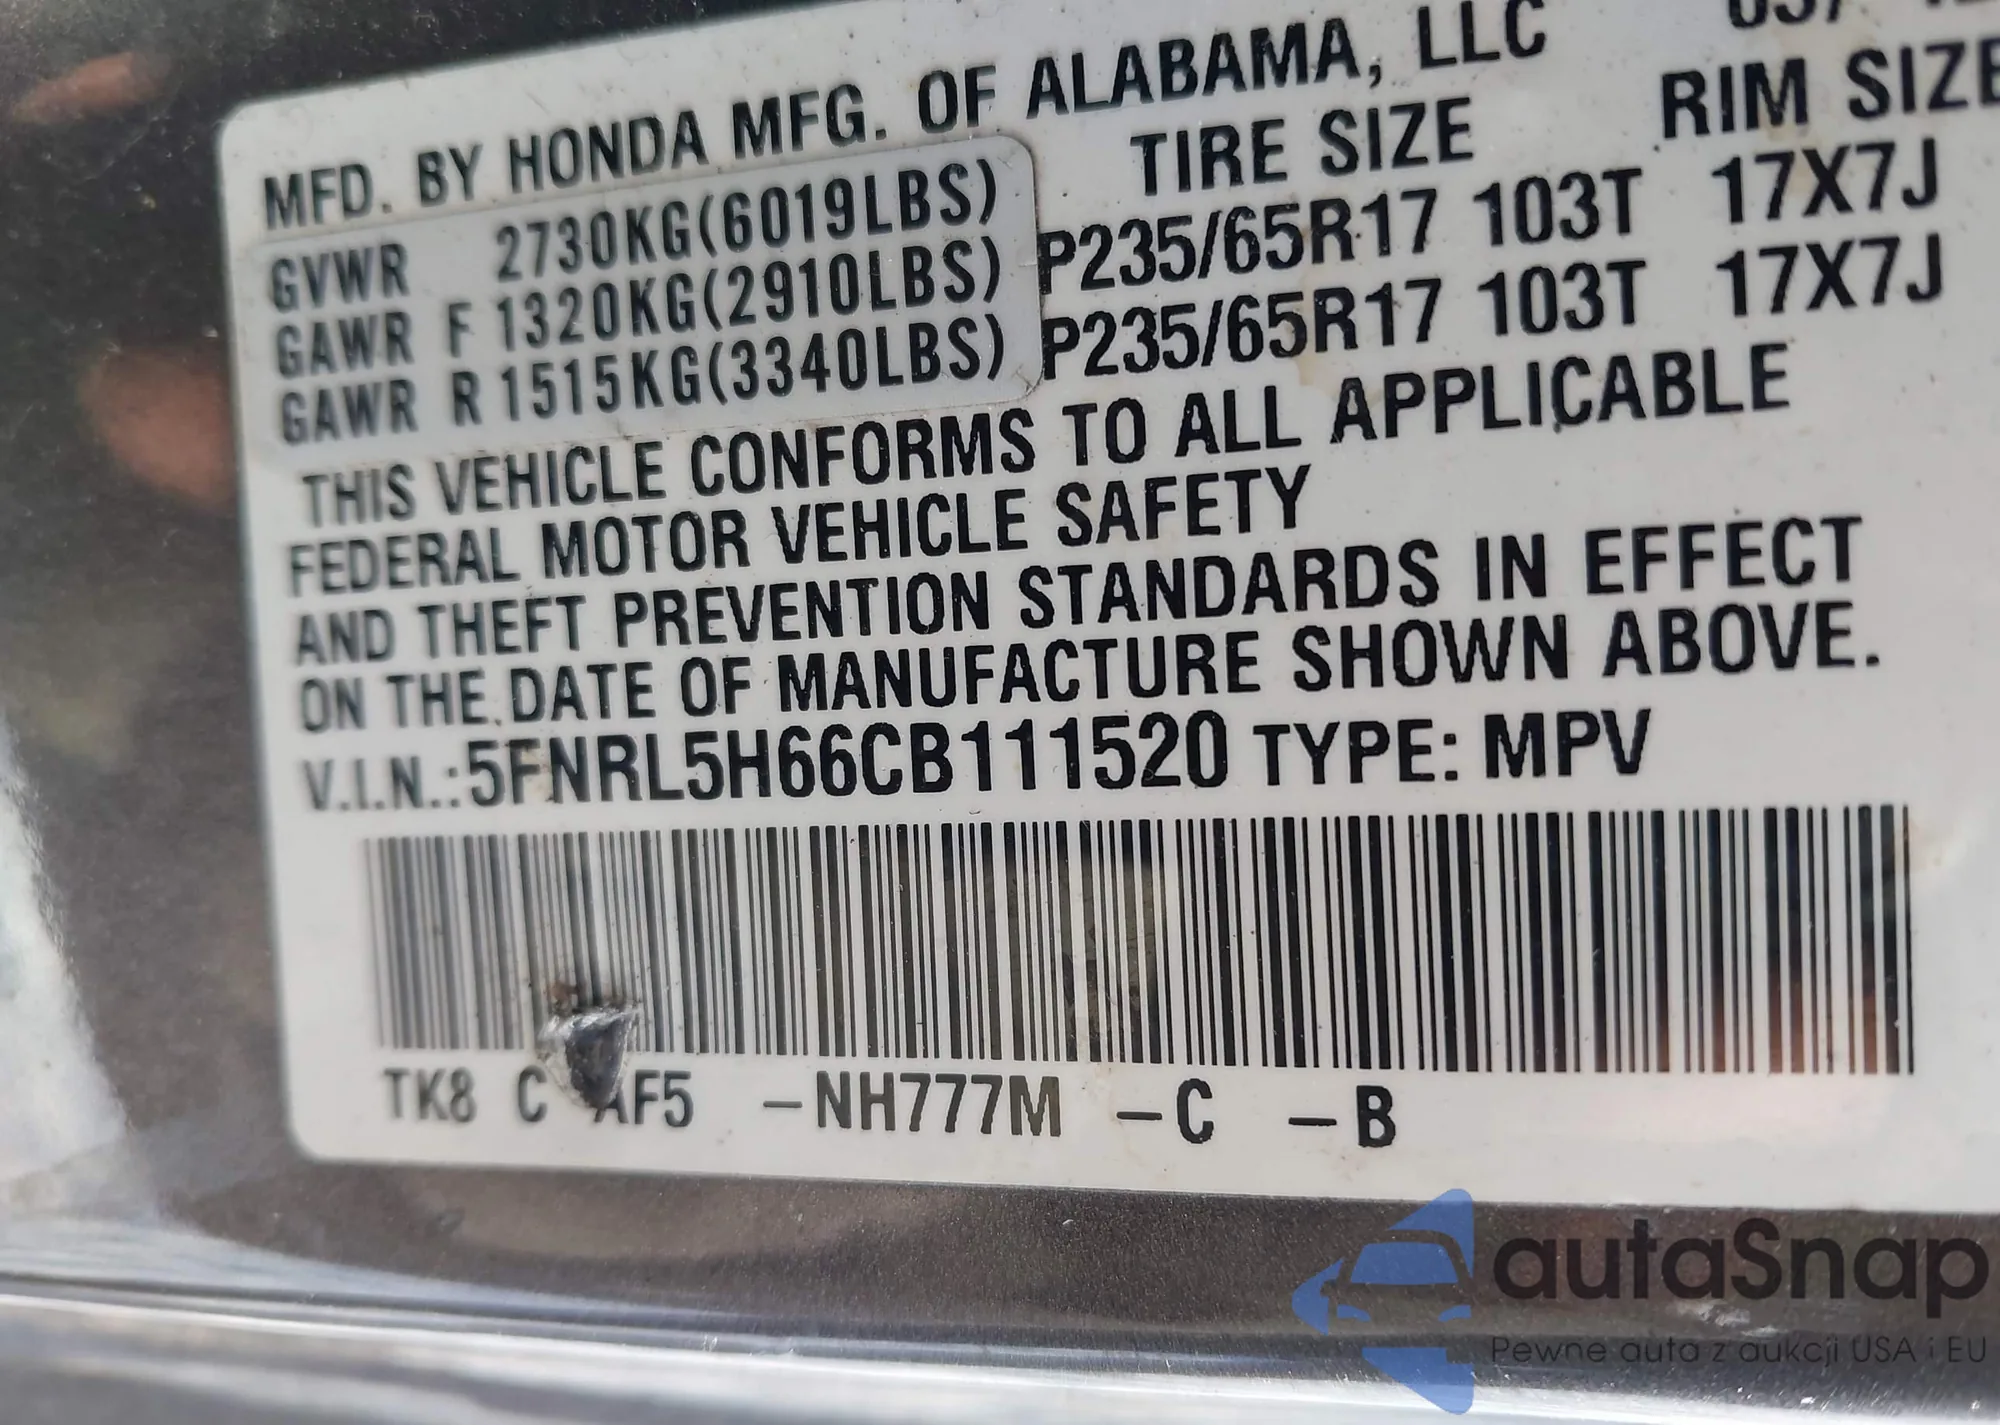 MFD. BY HONDA MFG. OF ALABAMA, LLC
TIRE SIZE RIM SIZE
GVWR 2730KG(6019LBS)
GAWR F 1320KG(2910LBS) P235/65R17 103T 17X7J
GAWR R 1515KG(3340LBS) P235/65R17 103T 17X7J
THIS VEHICLE CONFORMS TO ALL APPLICABLE
FEDERAL MOTOR VEHICLE SAFETY
AND THEFT PREVENTION STANDARDS IN EFFECT
ON THE DATE OF MANUFACTURE SHOWN ABOVE.
V.I.N.:5FNRL5H66CB111520 TYPE: MPV
TK8 C AF5 -NH777M -C -B
autaSnap
Pewne auta z aukcji USA i EU